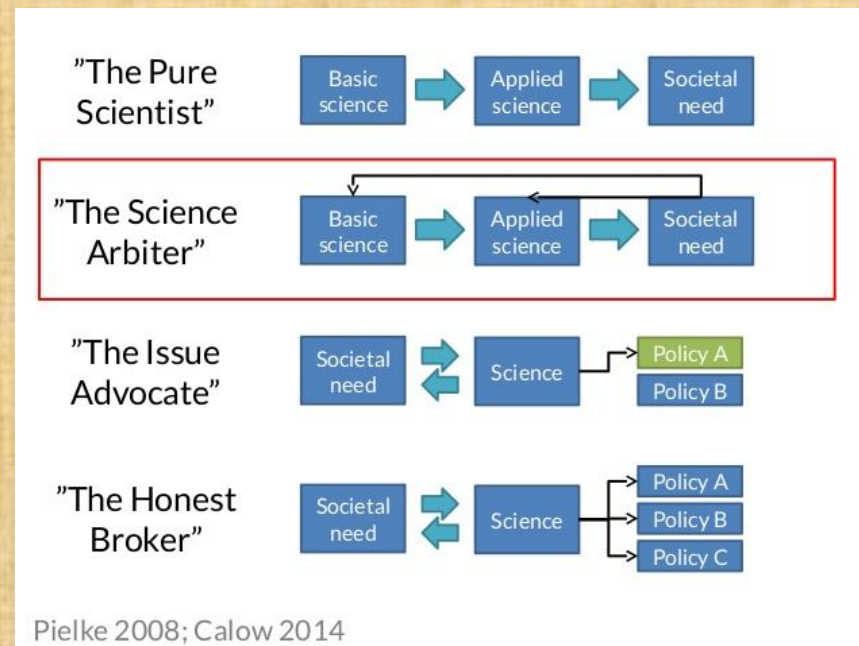 ”The Pure
Scientist”
Basic
science
Applied
science
Societal
need
”The Science
Arbiter”
Basic
science
Applied
science
Societal
need
”The Issue
Advocate”
Societal
need
Science
Policy A
Policy B
”The Honest
Broker”
Societal
need
Science
Policy A
Policy B
Policy C
Pielke 2008; Calow 2014